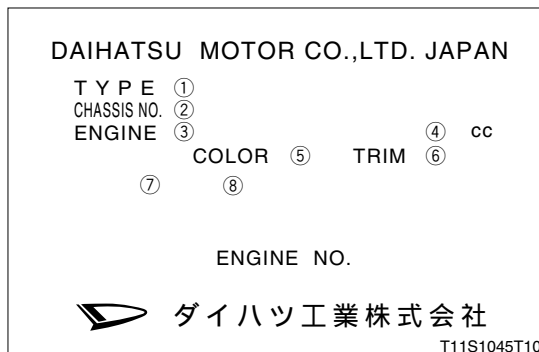 DAIHATSU MOTOR CO.,LTD. JAPAN
T Y P E ①
CHASSIS NO. ②
ENGINE ③ ④ cc
COLOR ⑤ TRIM ⑥
⑦ ⑧
ENGINE NO.
ダイハツ工業株式会社
T11S1045T10